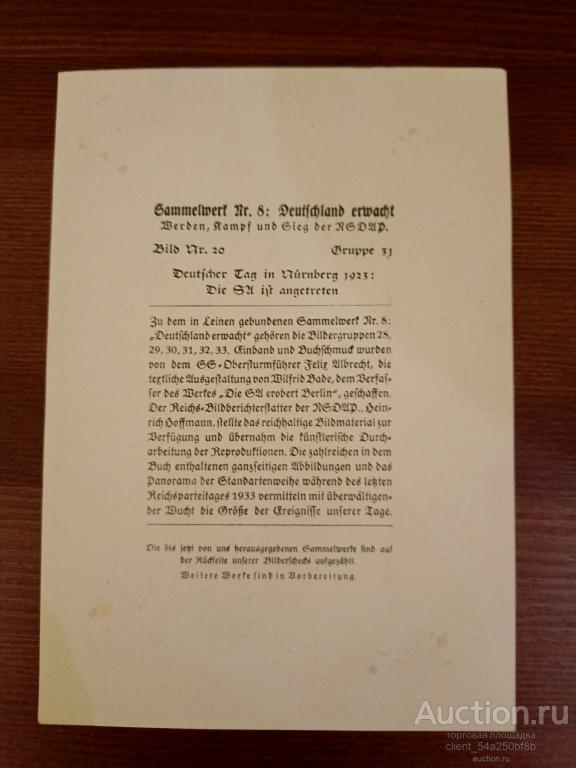 Sammelwerk Nr. 8: Deutschland erwacht
Werden, Kampf und Sieg der NSDAP.
Bild Nr. 20 Gruppe 31
Deutscher Tag in Nürnberg 1923:
Die SA ist angetreten
Zu dem in Leinen gebundenen Sammelwerk Nr. 8:
„Deutschland erwacht" gehören die Bildergruppen 28,
29, 30, 31, 32, 33. Einband und Buchschmuck wurden
von dem SS-Obersturmführer Felix Albrecht, die
textliche Ausgestaltung von Wilfrid Bade, dem Verfas-
ser des Werkes „Die SA erobert Berlin", geschaffen.
Der Reichs-Bildberichterstatter der NSDAP., Hein-
rich Hoffmann, stellte das reichhaltige Bildmaterial zur
Verfügung und übernahm die künstlerische Durch-
arbeitung der Reproduktionen. Die zahlreichen in dem
Buch enthaltenen ganzseitigen Abbildungen und das
Panorama der Standartenweihe während des letzten
Reichsparteitages 1933 vermitteln mit überwältigen-
der Wucht die Größe der Ereignisse unserer Tage.
Die bis jetzt von uns herausgegebenen Sammelwerke sind auf
der Rückseite unserer Bilderschecks aufgezählt.
Weitere Werke sind in Vorbereitung
Auction.ru
торговая площадка
client_54a250bf8b
auction.ru